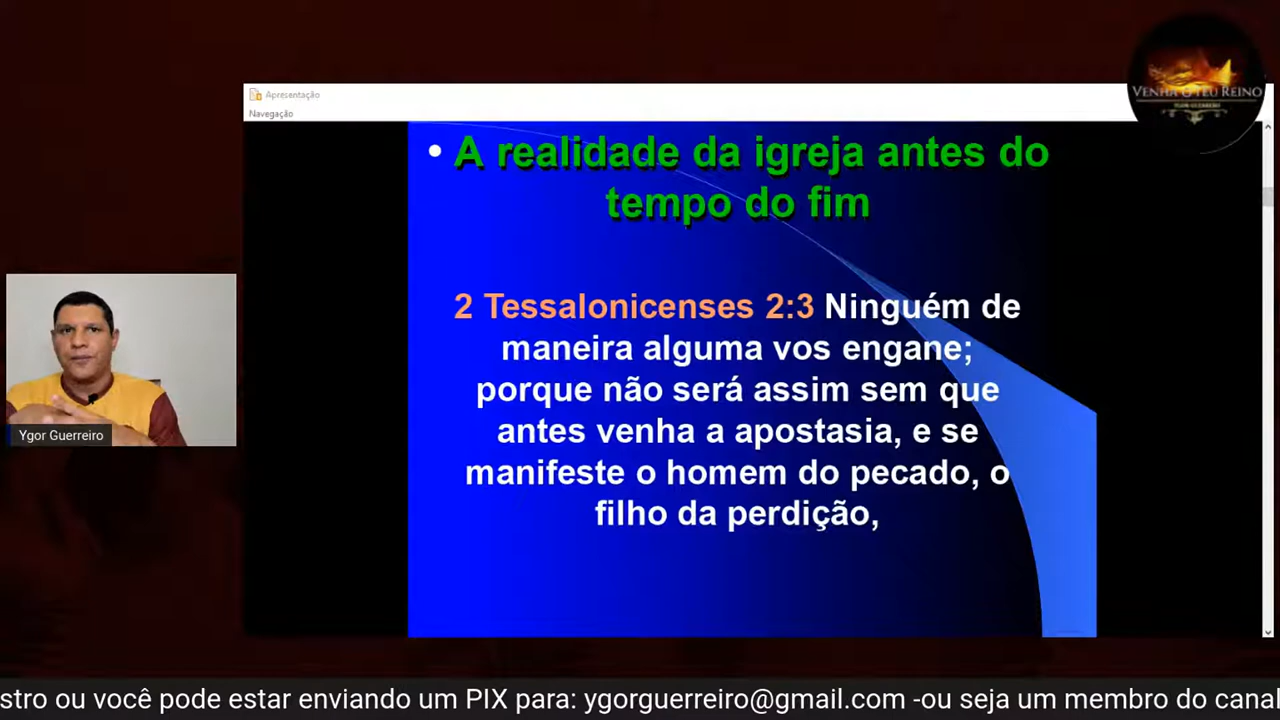 VENHA O TEU REINO
YGOR GUERREIRO
Apresentação
Navegação
• A realidade da igreja antes do
tempo do fim
2 Tessalonicenses 2:3 Ninguém de
maneira alguma vos engane;
porque não será assim sem que
antes venha a apostasia, e se
manifeste o homem do pecado, o
filho da perdição,
Ygor Guerreiro
stro ou você pode estar enviando um PIX para: ygorguerreiro@gmail.com -ou seja um membro do canal